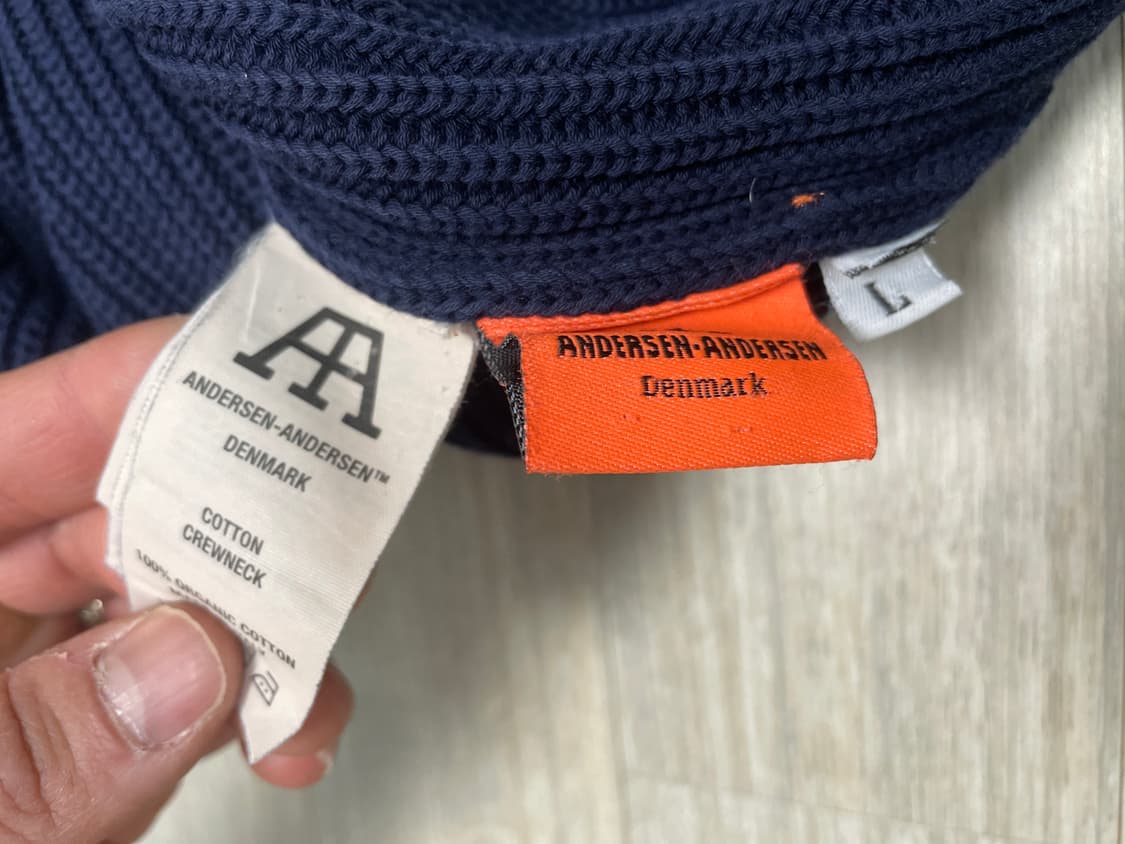 AA
ANDERSEN-ANDERSEN™
DENMARK
COTTON
CREWNECK
100% ORGANIC COTTON
ANDERSEN-ANDERSEN
Denmark
L